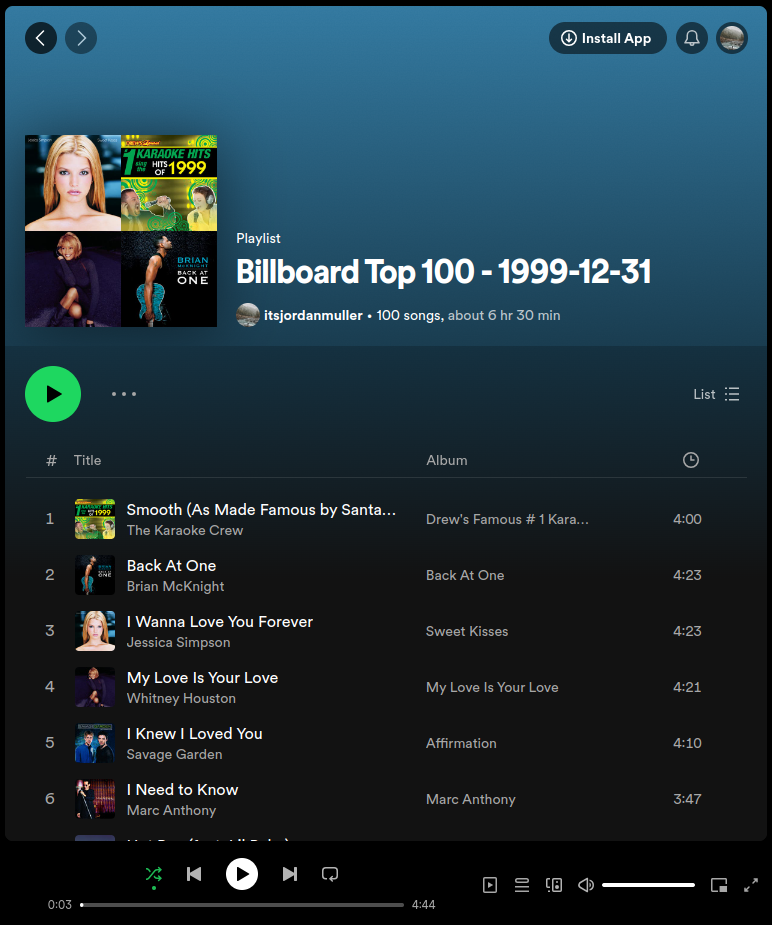 Install App
1 KARAOKE HITS
sing the HITS OF 1999
BRIAN
McKNIGHT
BACK AT
ONE
Playlist
Billboard Top 100 - 1999-12-31
itsjordanmuller • 100 songs, about 6 hr 30 min
List
# Title Album
1 Smooth (As Made Famous by Santa... Drew's Famous # 1 Kara... 4:00
The Karaoke Crew
2 Back At One Back At One 4:23
Brian McKnight
3 I Wanna Love You Forever Sweet Kisses 4:23
Jessica Simpson
4 My Love Is Your Love My Love Is Your Love 4:21
Whitney Houston
5 I Knew I Loved You Affirmation 4:10
Savage Garden
6 I Need to Know Marc Anthony 3:47
Marc Anthony
0:03 4:44